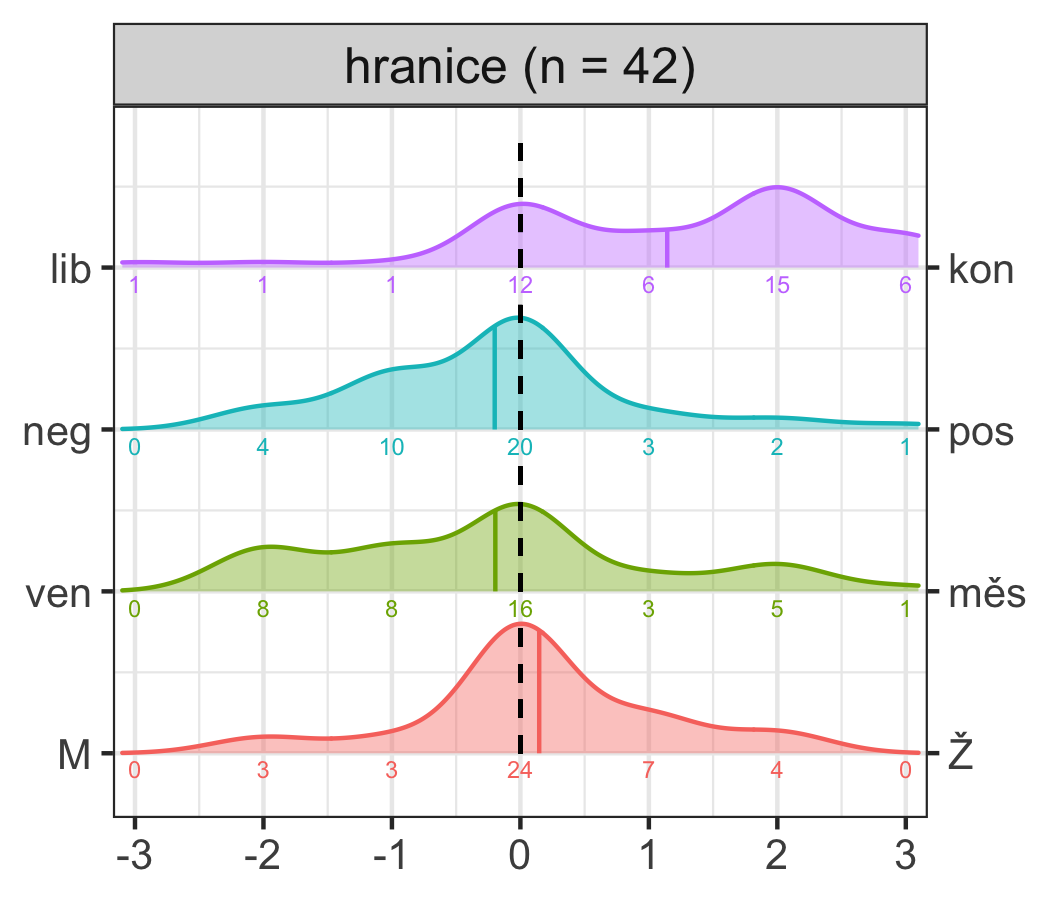 hranice (n = 42)
lib kon
1 1 1 12 6 15 6
neg pos
0 4 10 20 3 2 1
ven měs
0 8 8 16 3 5 1
M Ž
0 3 3 24 7 4 0
-3 -2 -1 0 1 2 3